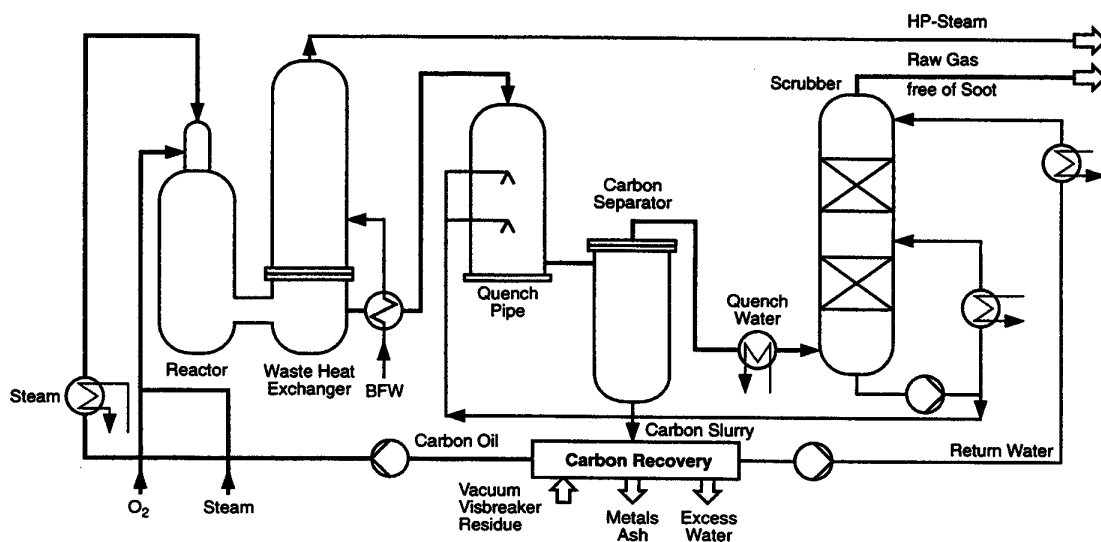 HP-Steam
Raw Gas
free of Soot
Scrubber
Carbon
Separator
Quench
Pipe
Quench
Water
Reactor
Waste Heat
Exchanger
BFW
Steam
Carbon Slurry
Carbon Oil
Carbon Recovery
Return Water
O2
Steam
Vacuum
Visbreaker
Residue
Metals
Ash
Excess
Water